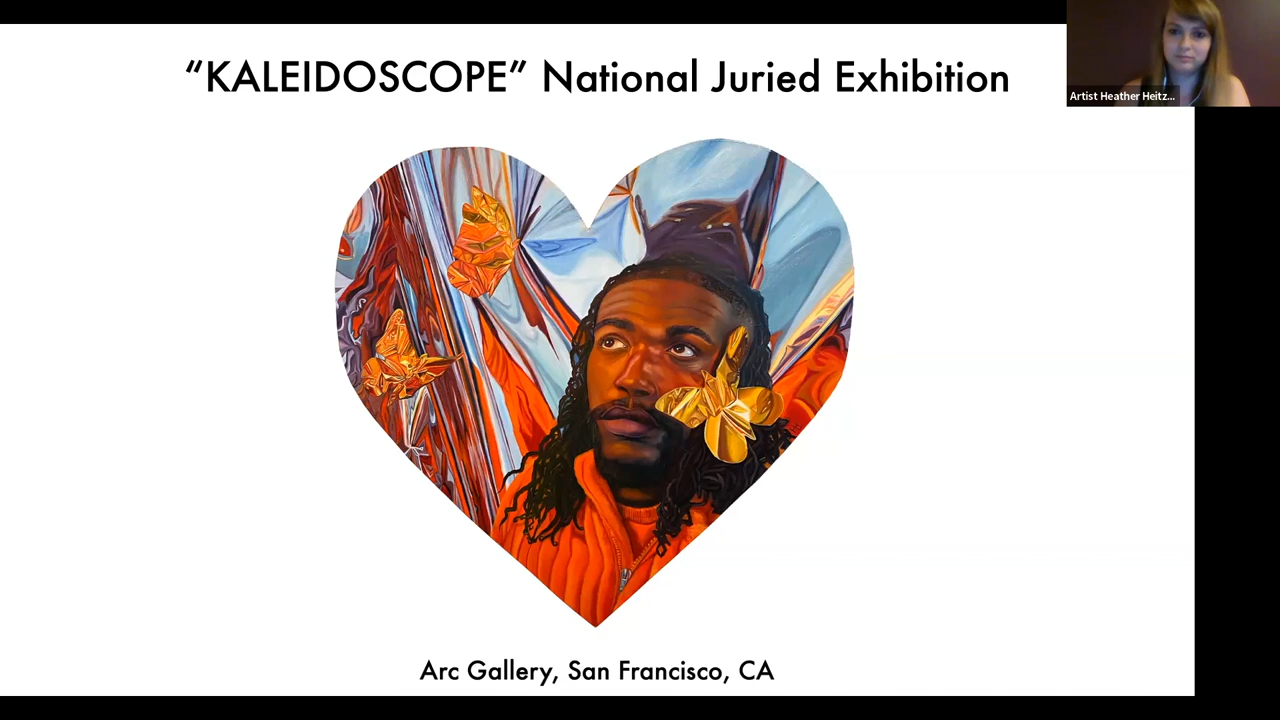 “KALEIDOSCOPE” National Juried Exhibition
Artist Heather Heitz...
Arc Gallery, San Francisco, CA